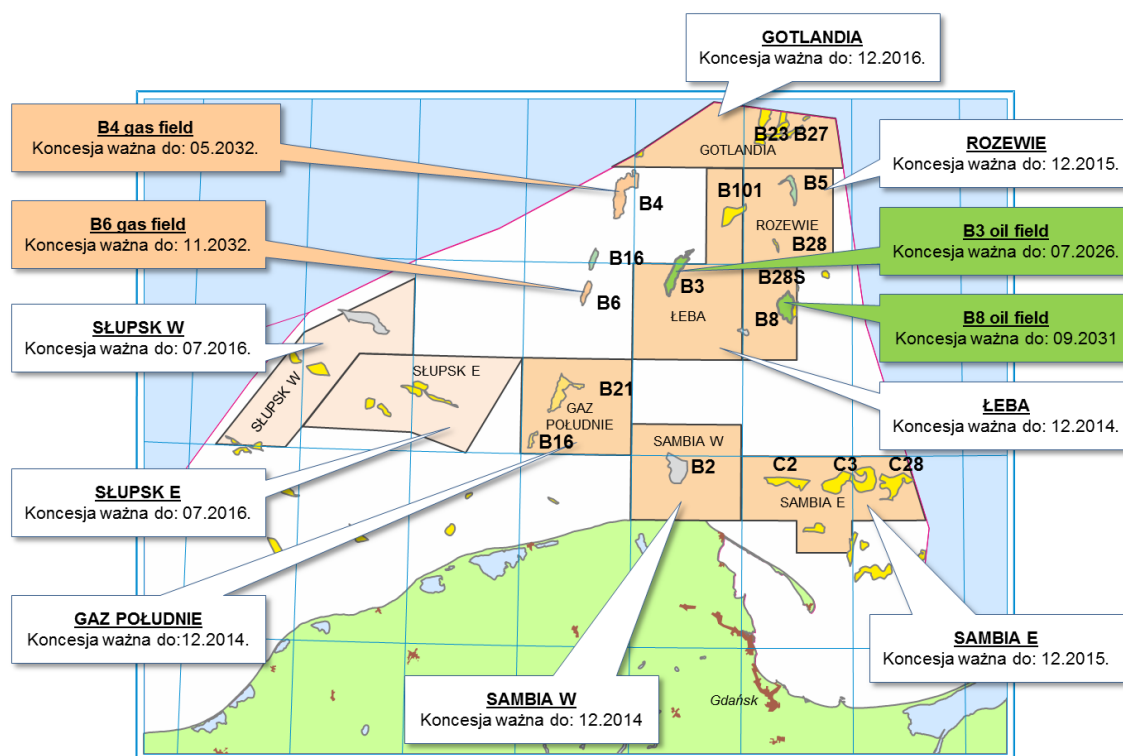 GOTLANDIA
Koncesja ważna do: 12.2016.
B4 gas field
Koncesja ważna do: 05.2032.
B6 gas field
Koncesja ważna do: 11.2032.
SŁUPSK W
Koncesja ważna do: 07.2016.
SŁUPSK E
Koncesja ważna do: 07.2016.
GAZ POŁUDNIE
Koncesja ważna do:12.2014.
SAMBIA W
Koncesja ważna do: 12.2014
ROZEWIE
Koncesja ważna do: 12.2015.
B3 oil field
Koncesja ważna do: 07.2026.
B8 oil field
Koncesja ważna do: 09.2031
ŁEBA
Koncesja ważna do: 12.2014.
SAMBIA E
Koncesja ważna do: 12.2015.
B23 B27
GOTLANDIA
B4
B101
B5
ROZEWIE
B28
B16
B28S
B6
B3
ŁEBA
B8
SŁUPSK W
SŁUPSK E
B21
GAZ
POŁUDNIE
B16
SAMBIA W
B2
C2
C3
C28
SAMBIA E
Gdańsk